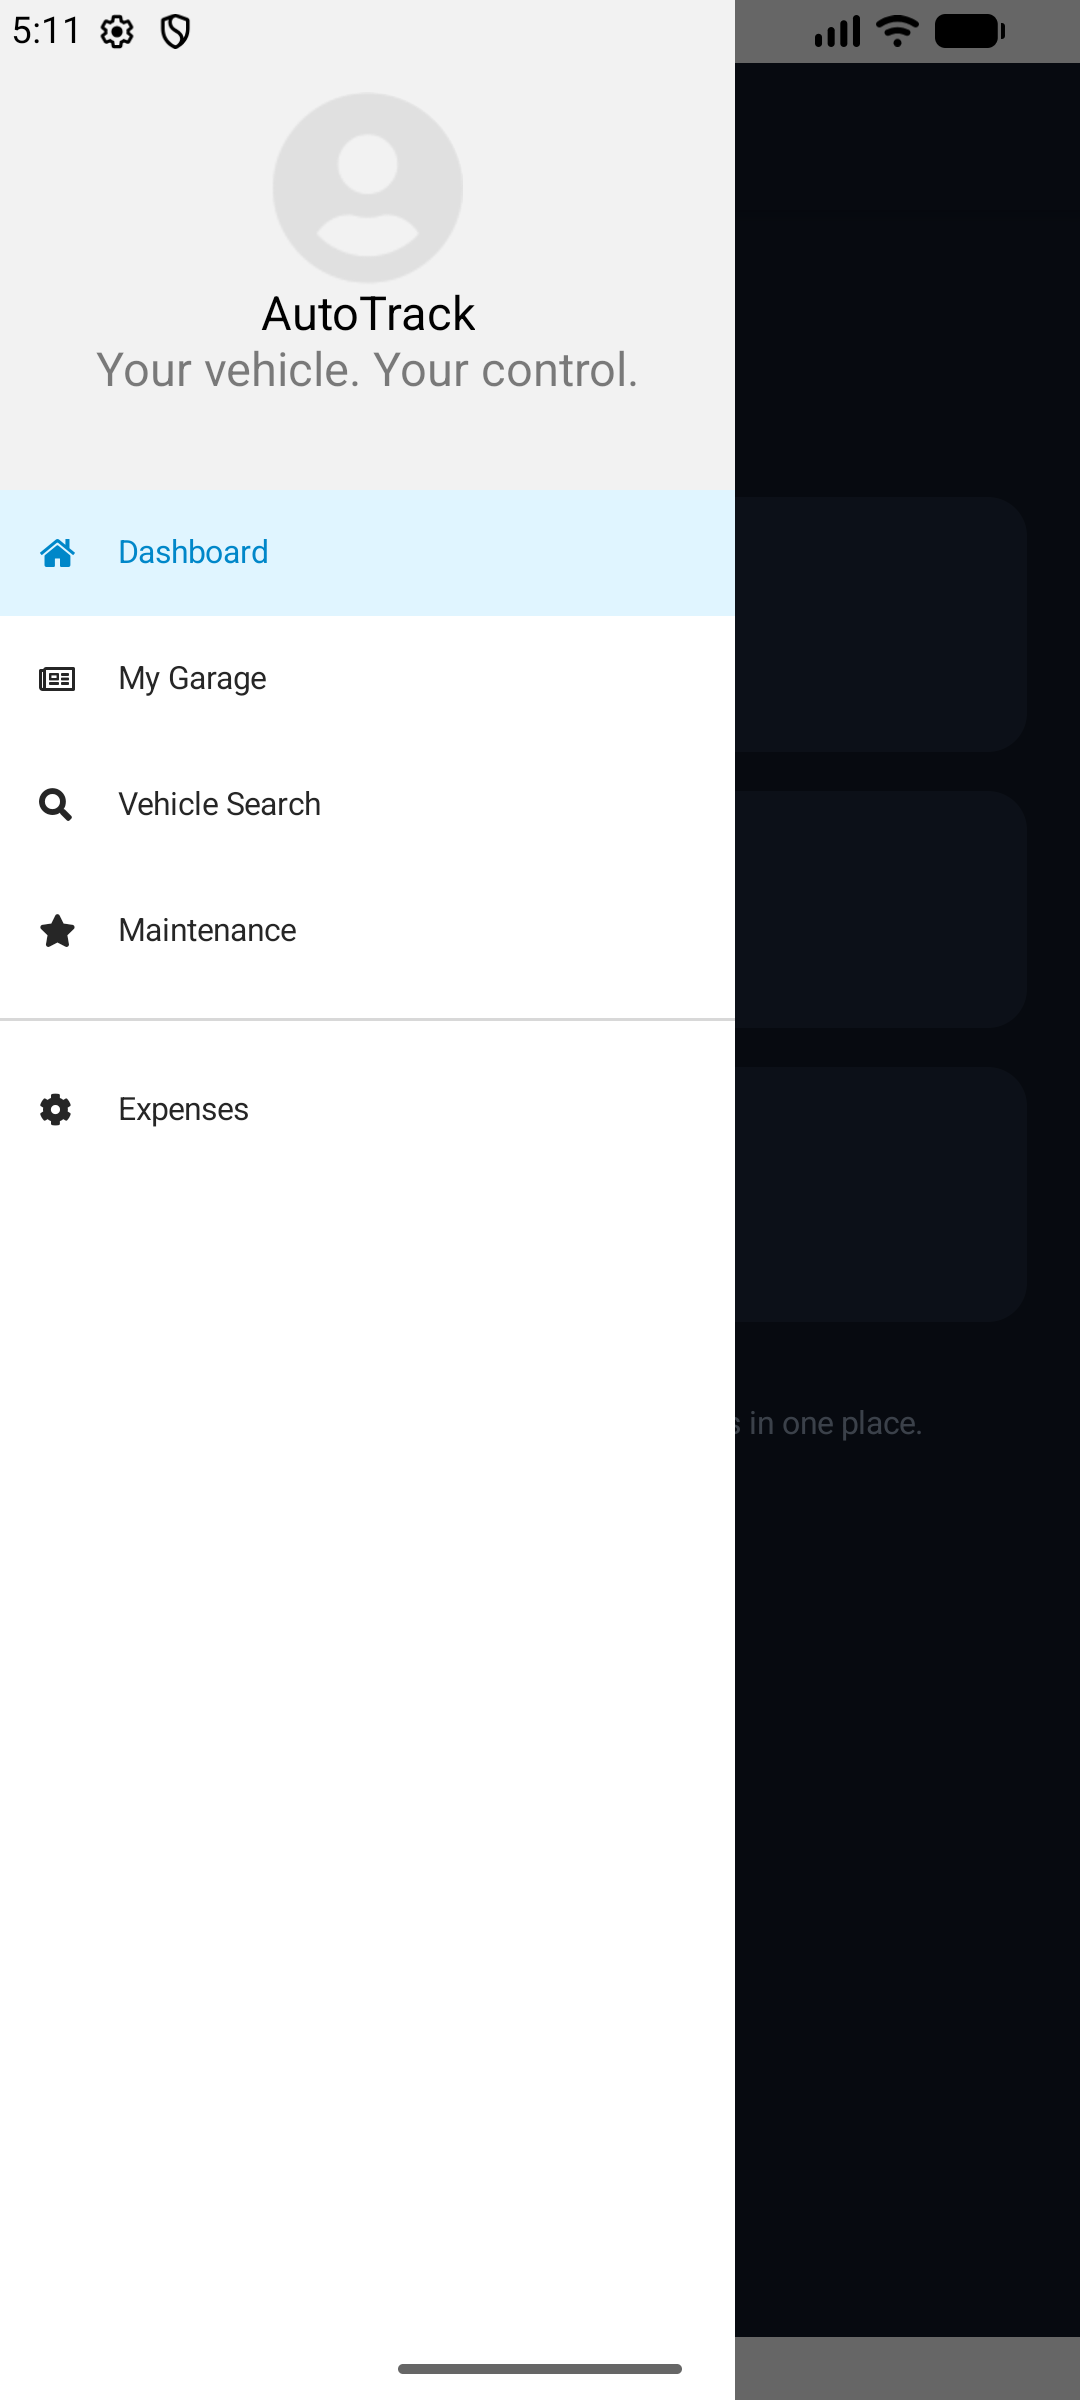 5:11
AutoTrack
Your vehicle. Your control.
Dashboard
My Garage
Vehicle Search
Maintenance
Expenses
in one place.